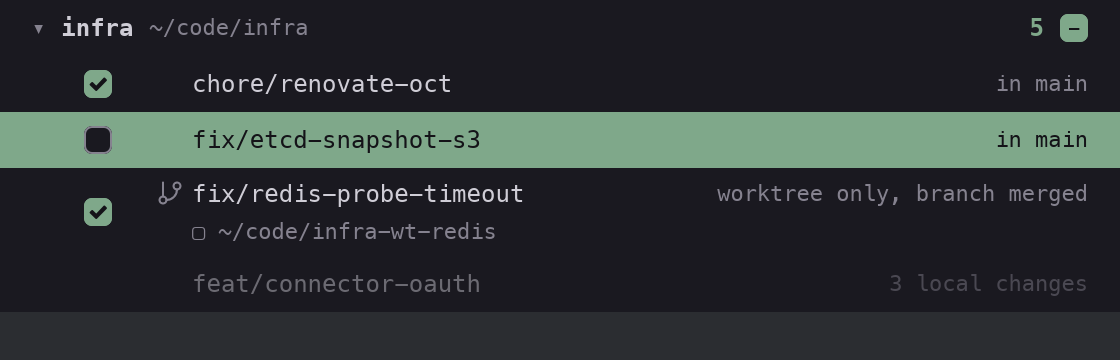 infra ~/code/infra 5
chore/renovate-oct in main
fix/etcd-snapshot-s3 in main
fix/redis-probe-timeout worktree only, branch merged
~/code/infra-wt-redis
feat/connector-oauth 3 local changes